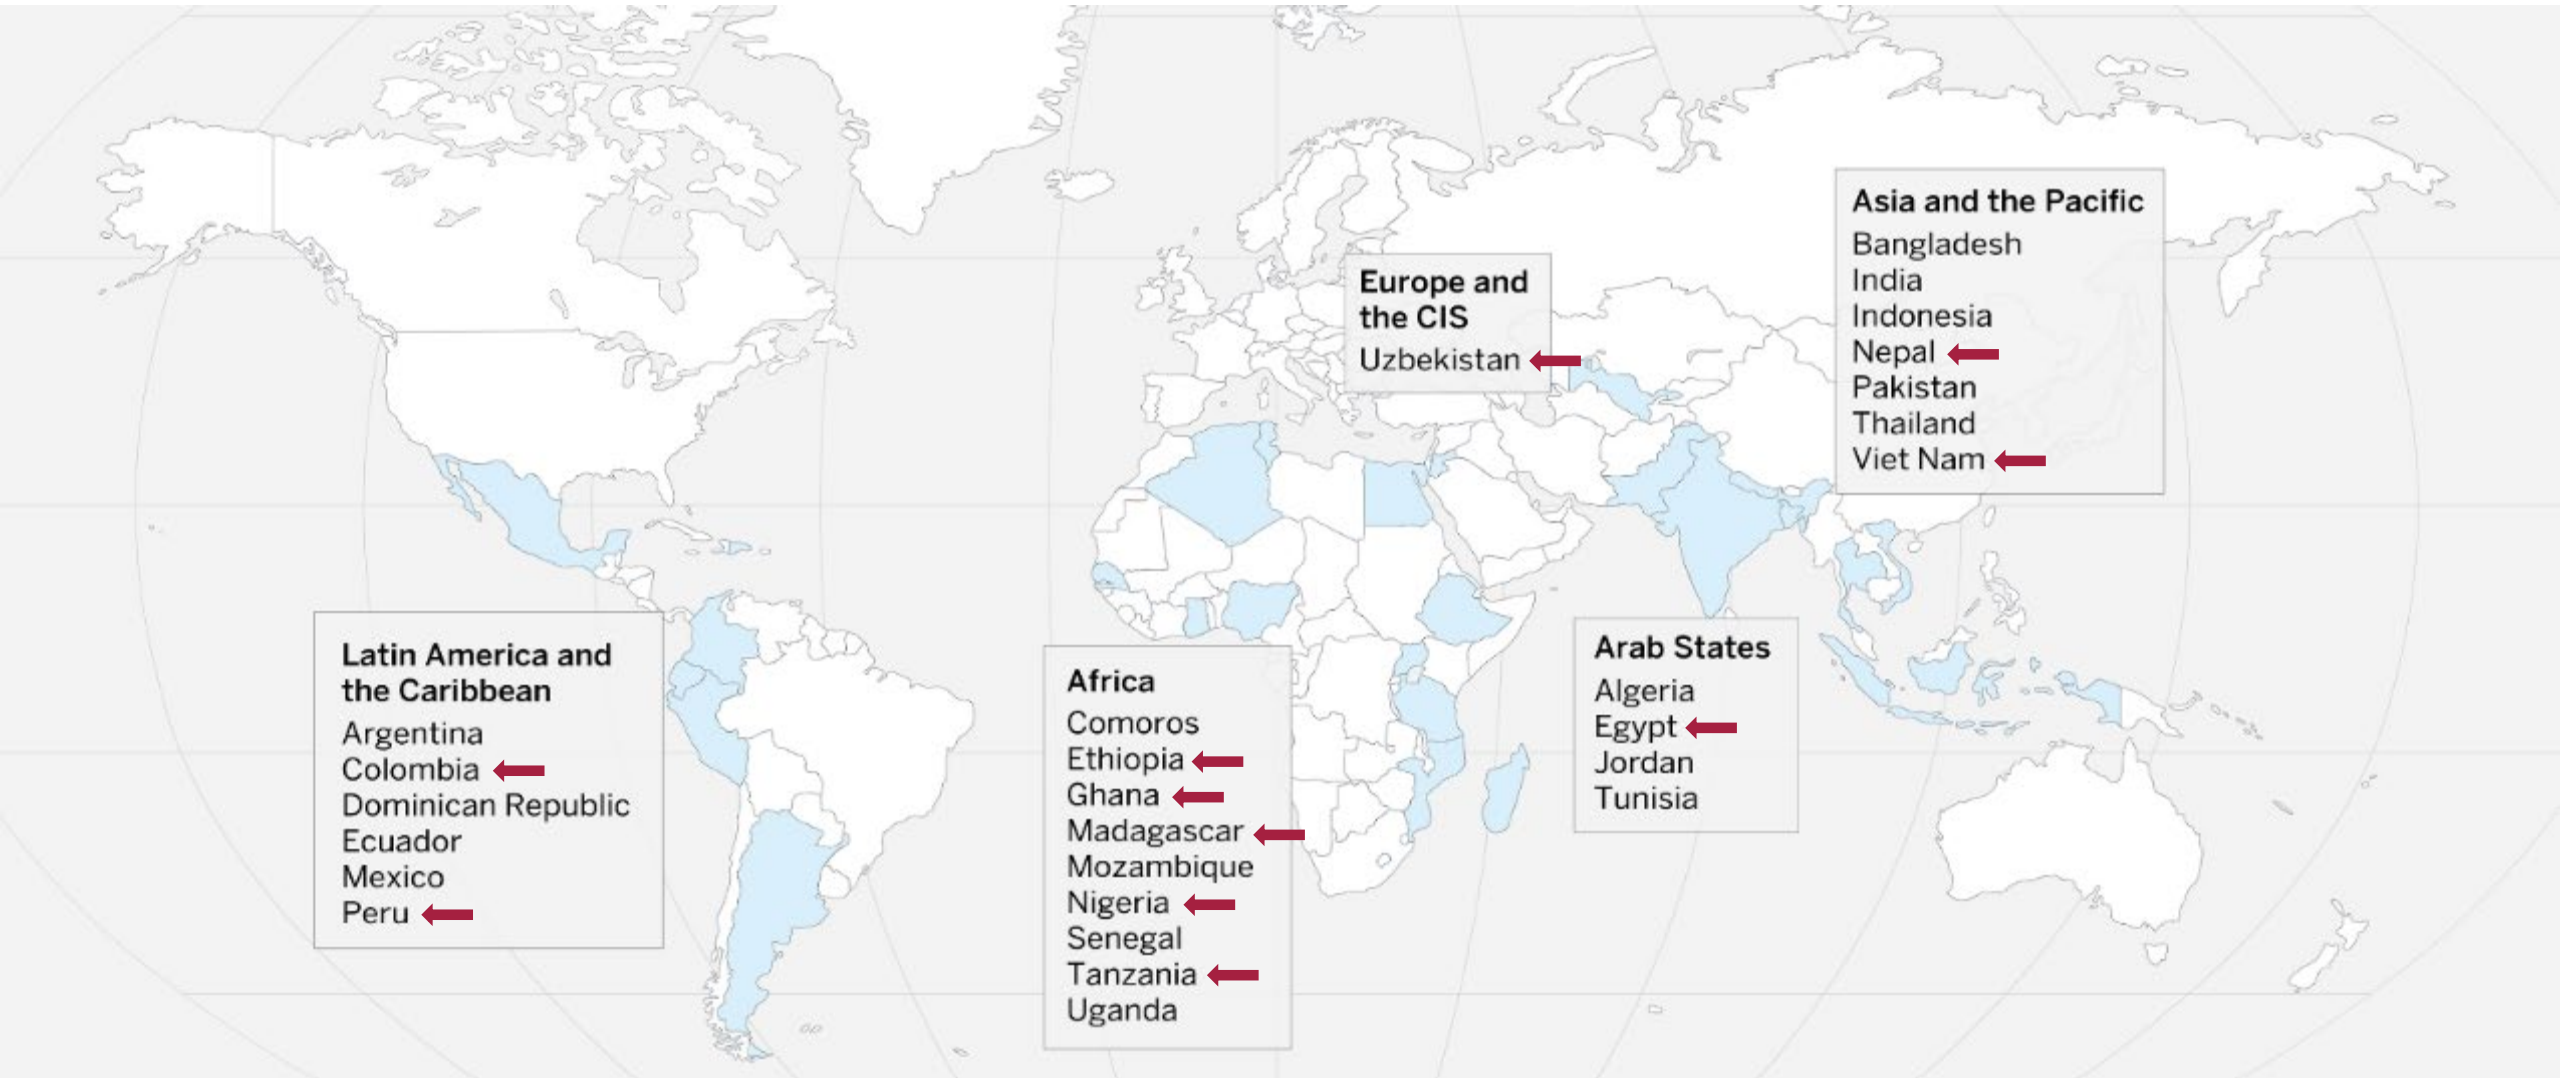 Latin America and
the Caribbean
Argentina
Colombia
Dominican Republic
Ecuador
Mexico
Peru
Africa
Comoros
Ethiopia
Ghana
Madagascar
Mozambique
Nigeria
Senegal
Tanzania
Uganda
Europe and
the CIS
Uzbekistan
Arab States
Algeria
Egypt
Jordan
Tunisia
Asia and the Pacific
Bangladesh
India
Indonesia
Nepal
Pakistan
Thailand
Viet Nam